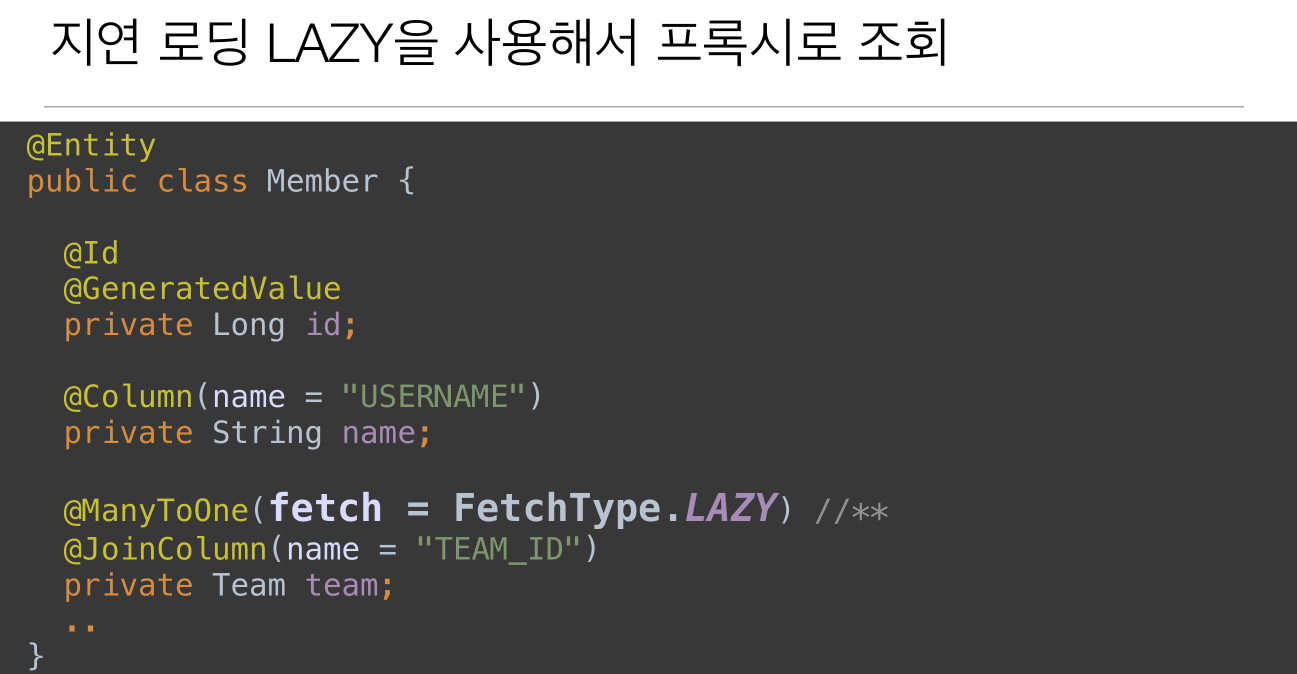 지연 로딩 LAZY을 사용해서 프록시로 조회
@Entity
public class Member {
@Id
@GeneratedValue
private Long id;
@Column(name = "USERNAME")
private String name;
@ManyToOne(fetch = FetchType.LAZY) //**
@JoinColumn(name = "TEAM_ID")
private Team team;
..
}